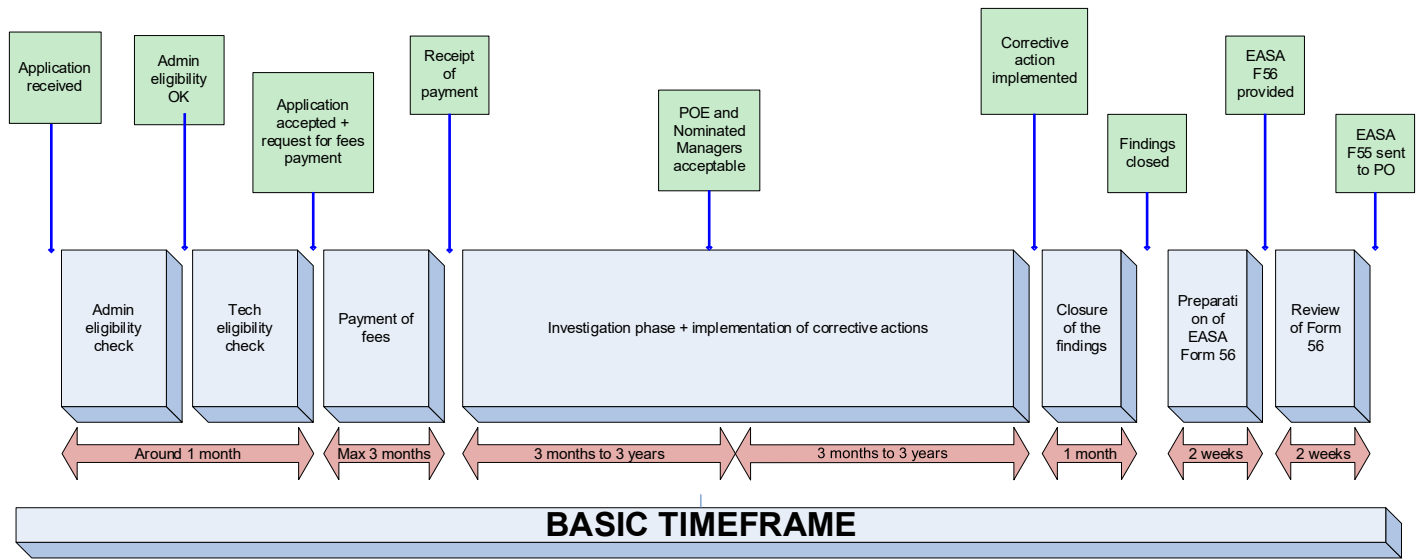 Application
received
Admin
eligibility
OK
Application
accepted +
request for fees
payment
Receipt
of
payment
POE and
Nominated
Managers
acceptable
Corrective
action
implemented
Findings
closed
EASA
F56
provided
EASA
F55 sent
to PO
Admin
eligibility
check
Tech
eligibility
check
Payment of
fees
Investigation phase + implementation of corrective actions
Closure
of the
findings
Preparati
on of
EASA
Form 56
Review
of Form
56
Around 1 month
Max 3 months
3 months to 3 years
3 months to 3 years
1 month
2 weeks
2 weeks
BASIC TIMEFRAME